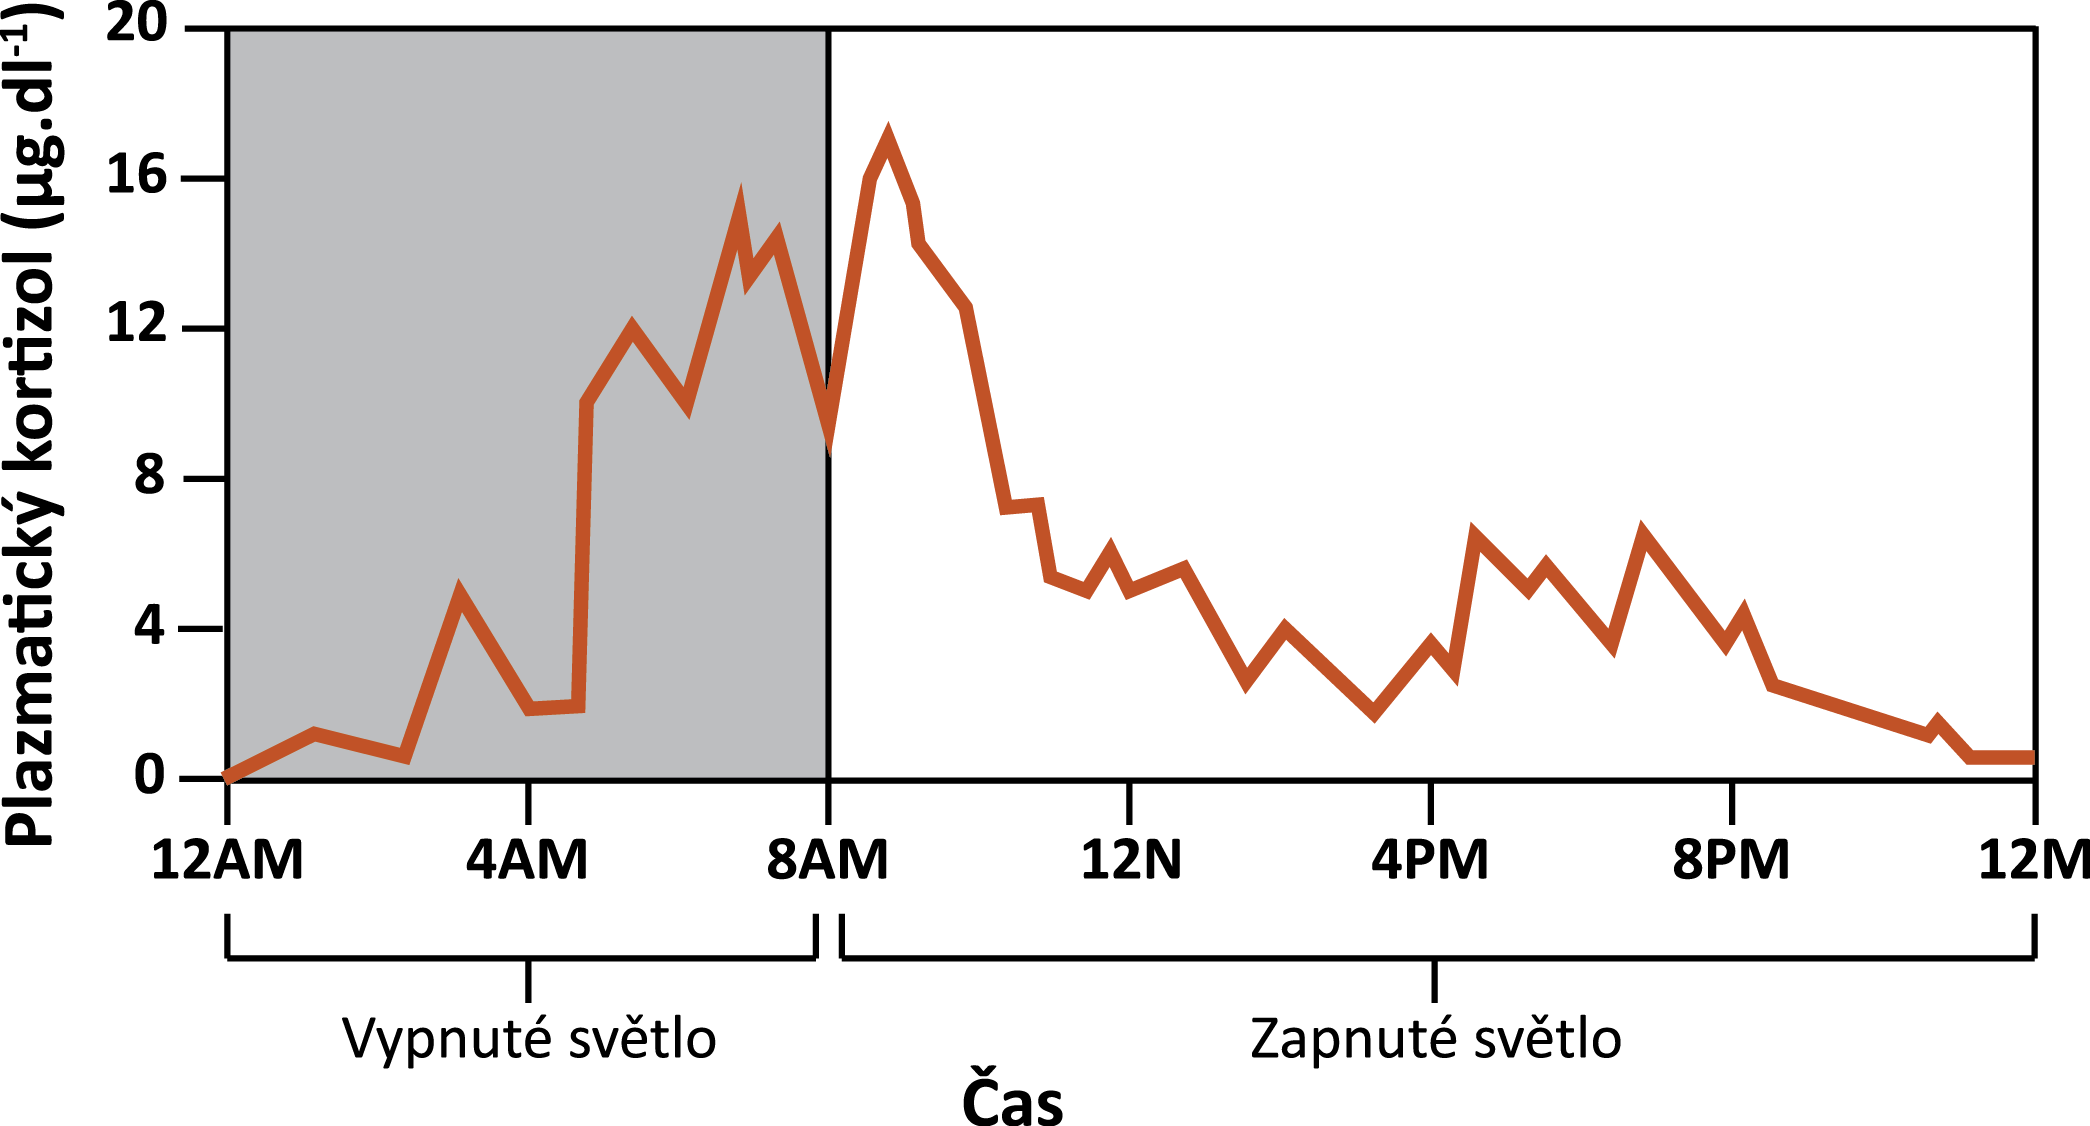 Plazmatický kortizol (µg.dl-1)
20
16
12
8
4
0
12AM 4AM 8AM 12N 4PM 8PM 12M
Vypnuté světlo Zapnuté světlo
Čas